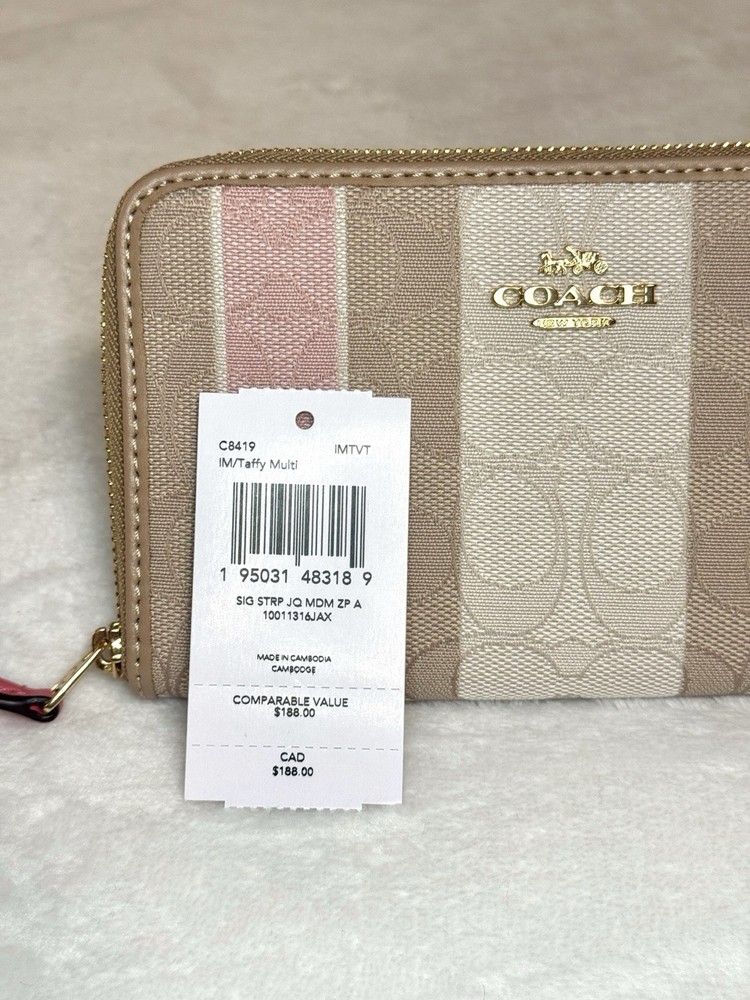 COACH
NEW YORK
C8419 IMTVT
IM/Taffy Multi
1 95031 48318 9
SIG STRP JQ MDM ZP A
10011316JAX
MADE IN CAMBODIA
CAMBODGE
COMPARABLE VALUE
$188.00
CAD
$188.00